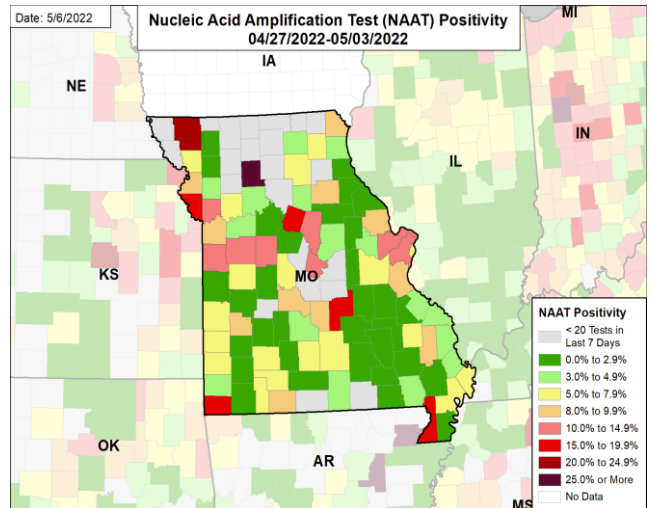 Date: 5/6/2022
Nucleic Acid Amplification Test (NAAT) Positivity
04/27/2022-05/03/2022
MI
IA
NE
IN
IL
KS
MO
OK
AR
MS
NAAT Positivity
< 20 Tests in
Last 7 Days
0.0% to 2.9%
3.0% to 4.9%
5.0% to 7.9%
8.0% to 9.9%
10.0% to 14.9%
15.0% to 19.9%
20.0% to 24.9%
25.0% or More
No Data